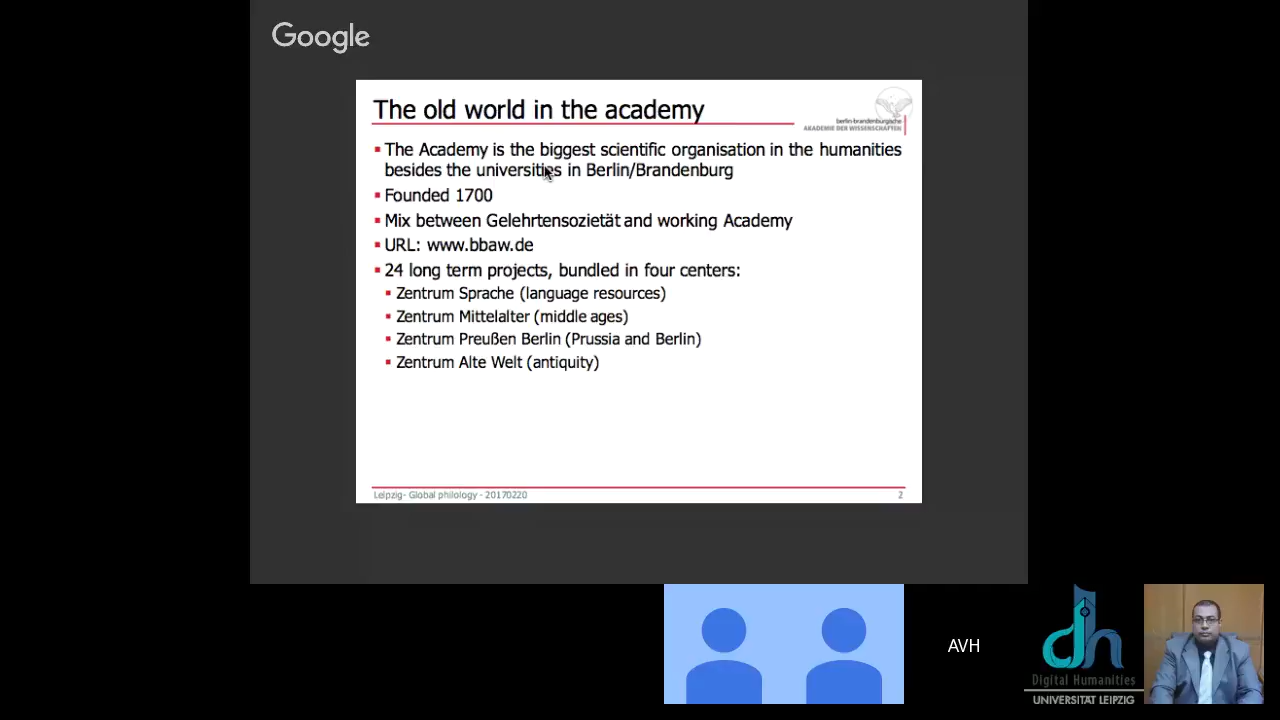 Google
The old world in the academy
berlin-brandenburgische
AKADEMIE DER WISSENSCHAFTEN
The Academy is the biggest scientific organisation in the humanities
besides the universities in Berlin/Brandenburg
Founded 1700
Mix between Gelehrtensozietät and working Academy
URL: www.bbaw.de
24 long term projects, bundled in four centers:
Zentrum Sprache (language resources)
Zentrum Mittelalter (middle ages)
Zentrum Preußen Berlin (Prussia and Berlin)
Zentrum Alte Welt (antiquity)
Leipzig- Global philology - 20170220
2
AVH
dh
Digital Humanities
UNIVERSITÄT LEIPZIG